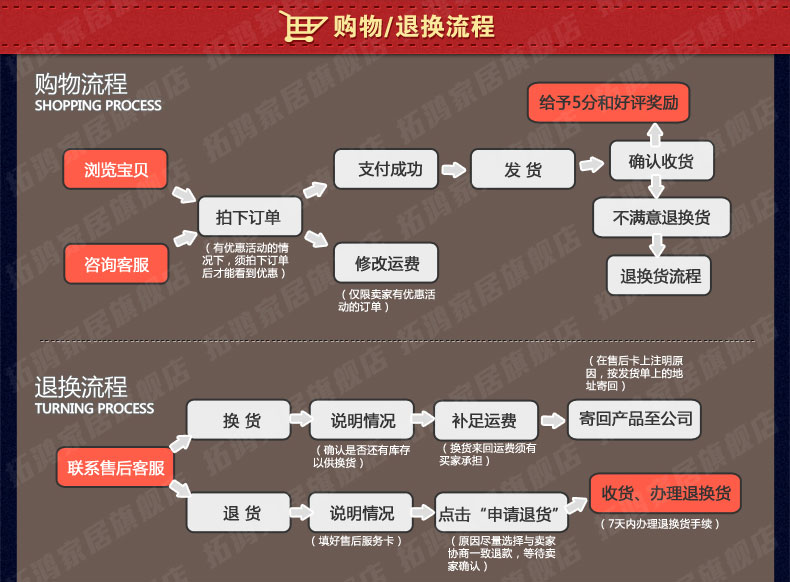 购物/退换流程
购物流程
SHOPPING PROCESS
给予5分和好评奖励
浏览宝贝
支付成功
发 货
确认收货
拍下订单
不满意退换货
（有优惠活动的情
况下，须拍下订单
后才能看到优惠）
咨询客服
修改运费
退换货流程
（仅限卖家有优惠活
动的订单）
退换流程
TURNING PROCESS
（在售后卡上注明原
因，按发货单上的地
址寄回）
换 货
说明情况
补足运费
寄回产品至公司
（确认是否还有库存
以供换货）
（换货来回运费须有
买家承担）
联系售后客服
退 货
说明情况
点击“申请退货”
收货、办理退换货
（填好售后服务卡）
（原因尽量选择与卖家
协商一致退款，等待卖
家确认）
（7天内办理退换货手续）
拓鸿家居旗舰店